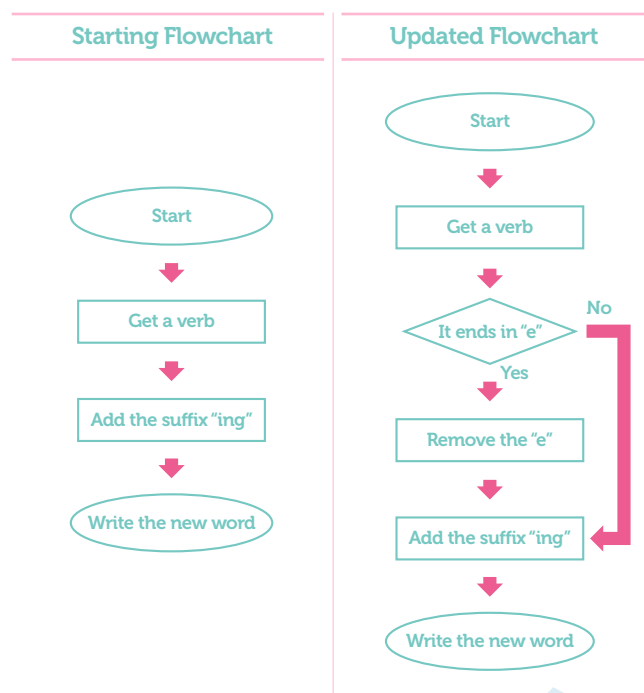 Starting Flowchart
Start
Get a verb
Add the suffix “ing”
Write the new word
Updated Flowchart
Start
Get a verb
It ends in “e”
No
Yes
Remove the “e”
Add the suffix “ing”
Write the new word